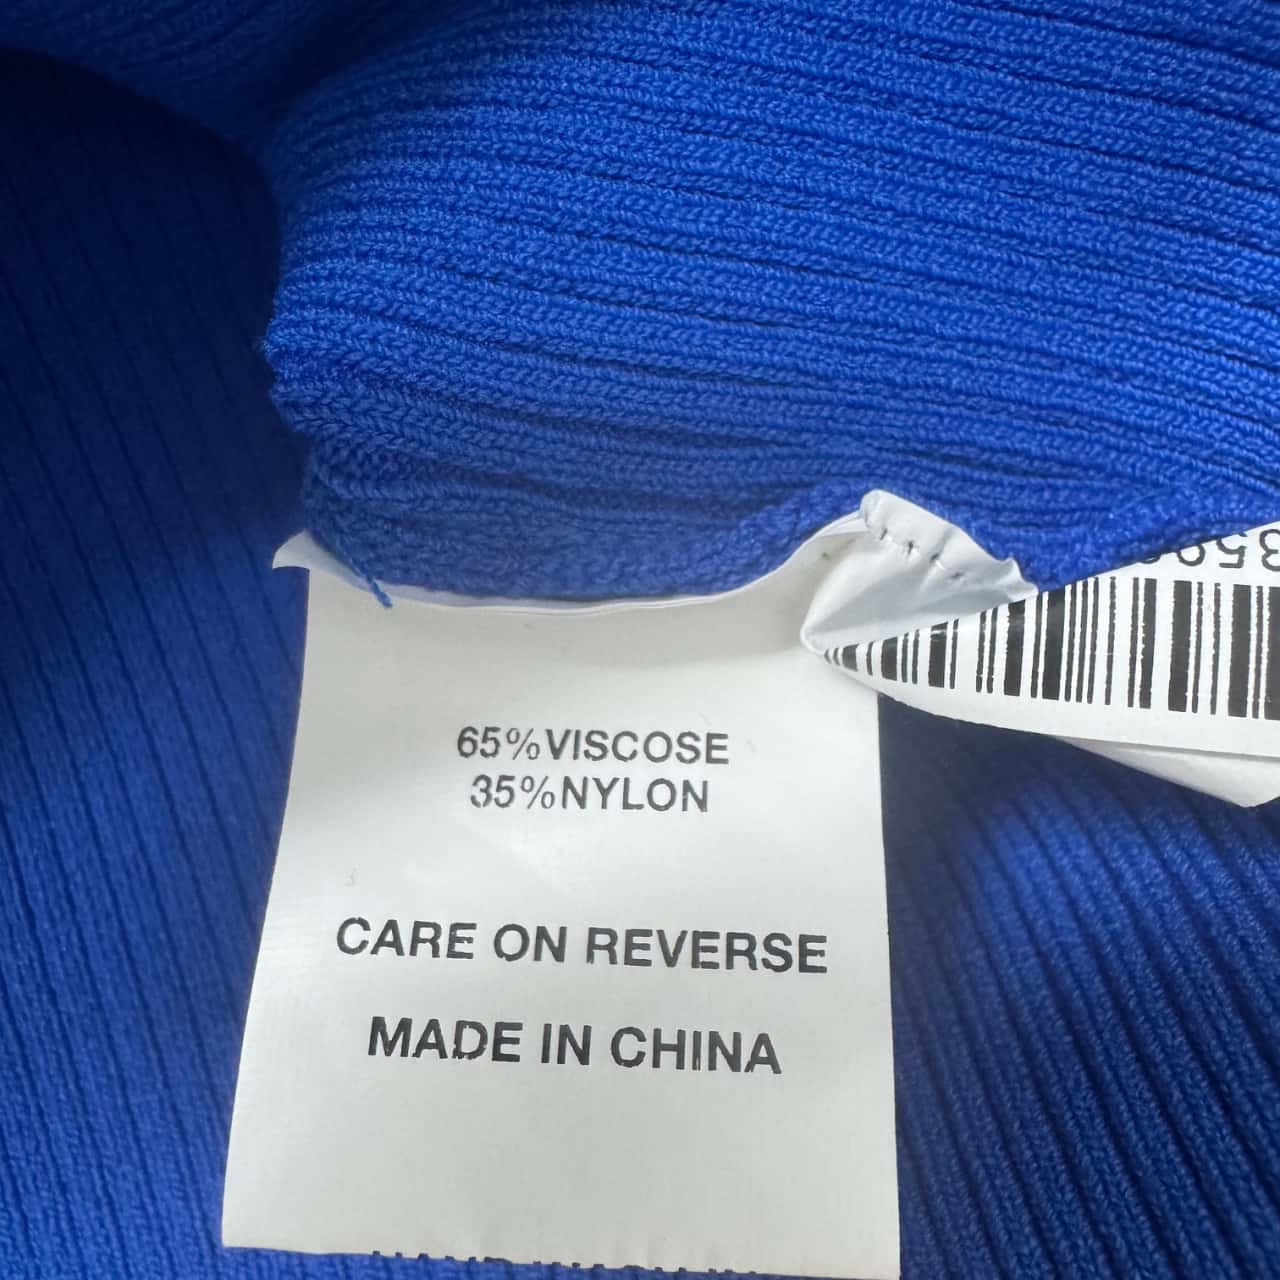 65%VISCOSE
35%NYLON
CARE ON REVERSE
MADE IN CHINA